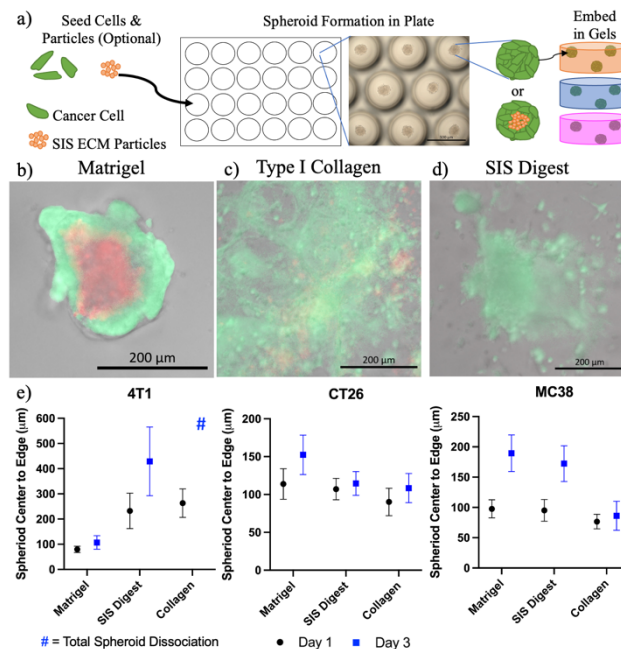 a)
Seed Cells &
Particles (Optional)
Spheroid Formation in Plate
Embed
in Gels
or
Cancer Cell
SIS ECM Particles
b) Matrigel
c) Type I Collagen
d) SIS Digest
200 μm
200 μm
200 μm
e)
4T1
Spheriod Center to Edge (μm)
600
500
400
300
200
100
0
#
Matrigel
SIS Digest
Collagen
CT26
Spheriod Center to Edge (μm)
200
150
100
50
0
Matrigel
SIS Digest
Collagen
MC38
Spheriod Center to Edge (μm)
250
200
150
100
50
0
Matrigel
SIS Digest
Collagen
# = Total Spheroid Dissociation
Day 1
Day 3